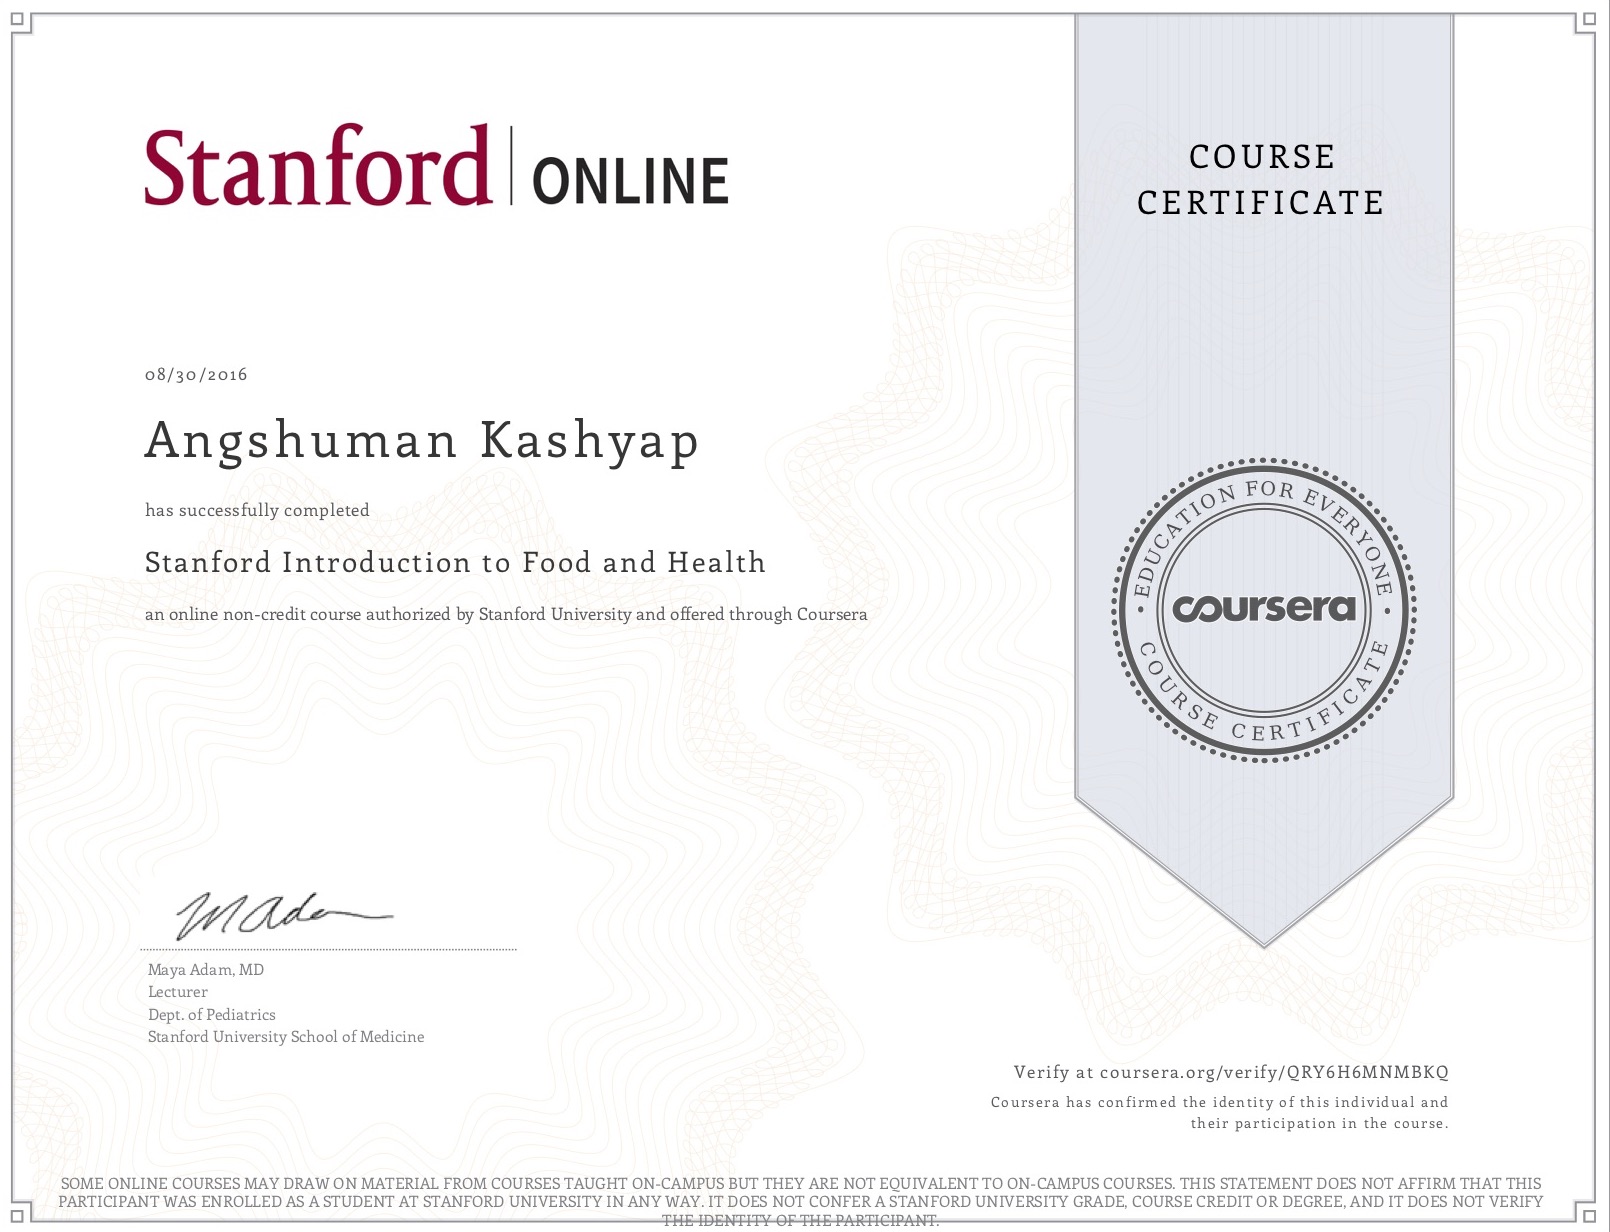 Stanford | ONLINE
COURSE
CERTIFICATE
08/30/2016
Angshuman Kashyap
has successfully completed
Stanford Introduction to Food and Health
an online non-credit course authorized by Stanford University and offered through Coursera
EDUCATION FOR EVERYONE
coursera
COURSE CERTIFICATE
M Adam
Maya Adam, MD
Lecturer
Dept. of Pediatrics
Stanford University School of Medicine
Verify at coursera.org/verify/QRY6H6MNMBKQ
Coursera has confirmed the identity of this individual and
their participation in the course.
SOME ONLINE COURSES MAY DRAW ON MATERIAL FROM COURSES TAUGHT ON-CAMPUS BUT THEY ARE NOT EQUIVALENT TO ON-CAMPUS COURSES. THIS STATEMENT DOES NOT AFFIRM THAT THIS
PARTICIPANT WAS ENROLLED AS A STUDENT AT STANFORD UNIVERSITY IN ANY WAY. IT DOES NOT CONFER A STANFORD UNIVERSITY GRADE, COURSE CREDIT OR DEGREE, AND IT DOES NOT VERIFY
THE IDENTITY OF THE PARTICIPANT.